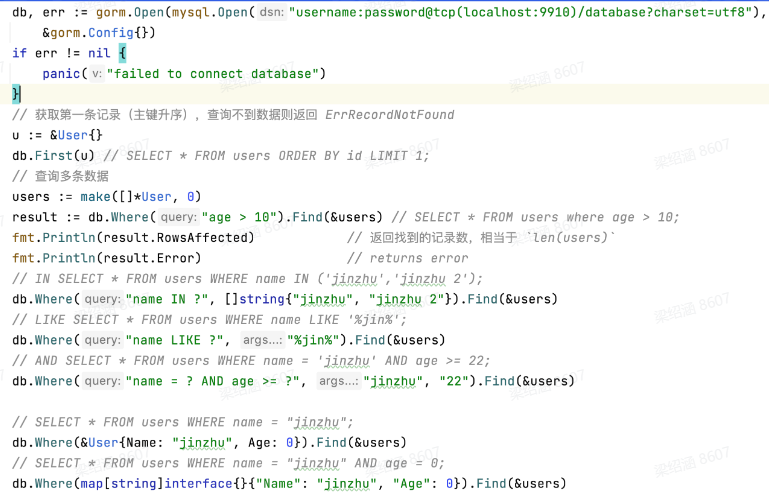 db, err := gorm.Open(mysql.Open( dsn: "username:password@tcp(localhost:9910)/database?charset=utf8"),
&gorm.Config{})
if err != nil {
panic( v: "failed to connect database")
}
// 获取第一条记录（主键升序），查询不到数据则返回 ErrRecordNotFound
u := &User{}
db.First(u) // SELECT * FROM users ORDER BY id LIMIT 1;
// 查询多条数据
users := make([]*User, 0)
result := db.Where( query: "age > 10").Find(&users) // SELECT * FROM users where age > 10;
fmt.Println(result.RowsAffected) // 返回找到的记录数，相当于 `len(users)`
fmt.Println(result.Error) // returns error
// IN SELECT * FROM users WHERE name IN ('jinzhu','jinzhu 2');
db.Where( query: "name IN ?", []string{"jinzhu", "jinzhu 2"}).Find(&users)
// LIKE SELECT * FROM users WHERE name LIKE '%jin%';
db.Where( query: "name LIKE ?", args...: "%jin%").Find(&users)
// AND SELECT * FROM users WHERE name = 'jinzhu' AND age >= 22;
db.Where( query: "name = ? AND age >= ?", args...: "jinzhu", "22").Find(&users)
// SELECT * FROM users WHERE name = "jinzhu";
db.Where(&User{Name: "jinzhu", Age: 0}).Find(&users)
// SELECT * FROM users WHERE name = "jinzhu" AND age = 0;
db.Where(map[string]interface{}{"Name": "jinzhu", "Age": 0}).Find(&users)
梁绍涵 8607